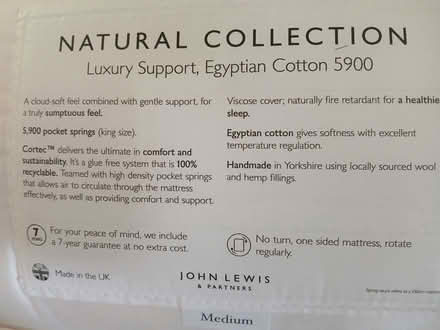 NATURAL COLLECTION
Luxury Support, Egyptian Cotton 5900
A cloud-soft feel combined with gentle support, for
a truly sumptuous feel.
5,900 pocket springs (king size).
Cortec™ delivers the ultimate in comfort and
sustainability. It's a glue free system that is 100%
recyclable. Teamed with high density pocket springs
that allows air to circulate through the mattress
effectively, as well as providing comfort and support.
Viscose cover; naturally fire retardant for a healthie
sleep.
Egyptian cotton gives softness with excellent
temperature regulation.
Handmade in Yorkshire using locally sourced wool
and hemp fillings.
7
YEARS
For your peace of mind, we include
a 7-year guarantee at no extra cost.
No turn, one sided mattress, rotate
regularly.
Made in the UK
JOHN LEWIS
& PARTNERS
Medium